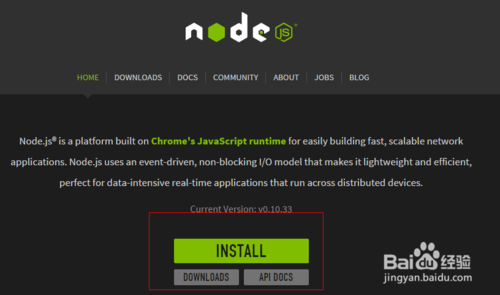 node JS
HOME DOWNLOADS DOCS COMMUNITY ABOUT JOBS BLOG
Node.js® is a platform built on Chrome's JavaScript runtime for easily building fast, scalable network
applications. Node.js uses an event-driven, non-blocking I/O model that makes it lightweight and efficient,
perfect for data-intensive real-time applications that run across distributed devices.
Current Version: v0.10.33
INSTALL
DOWNLOADS API DOCS
Bai du 经验
jingyan.baidu.com